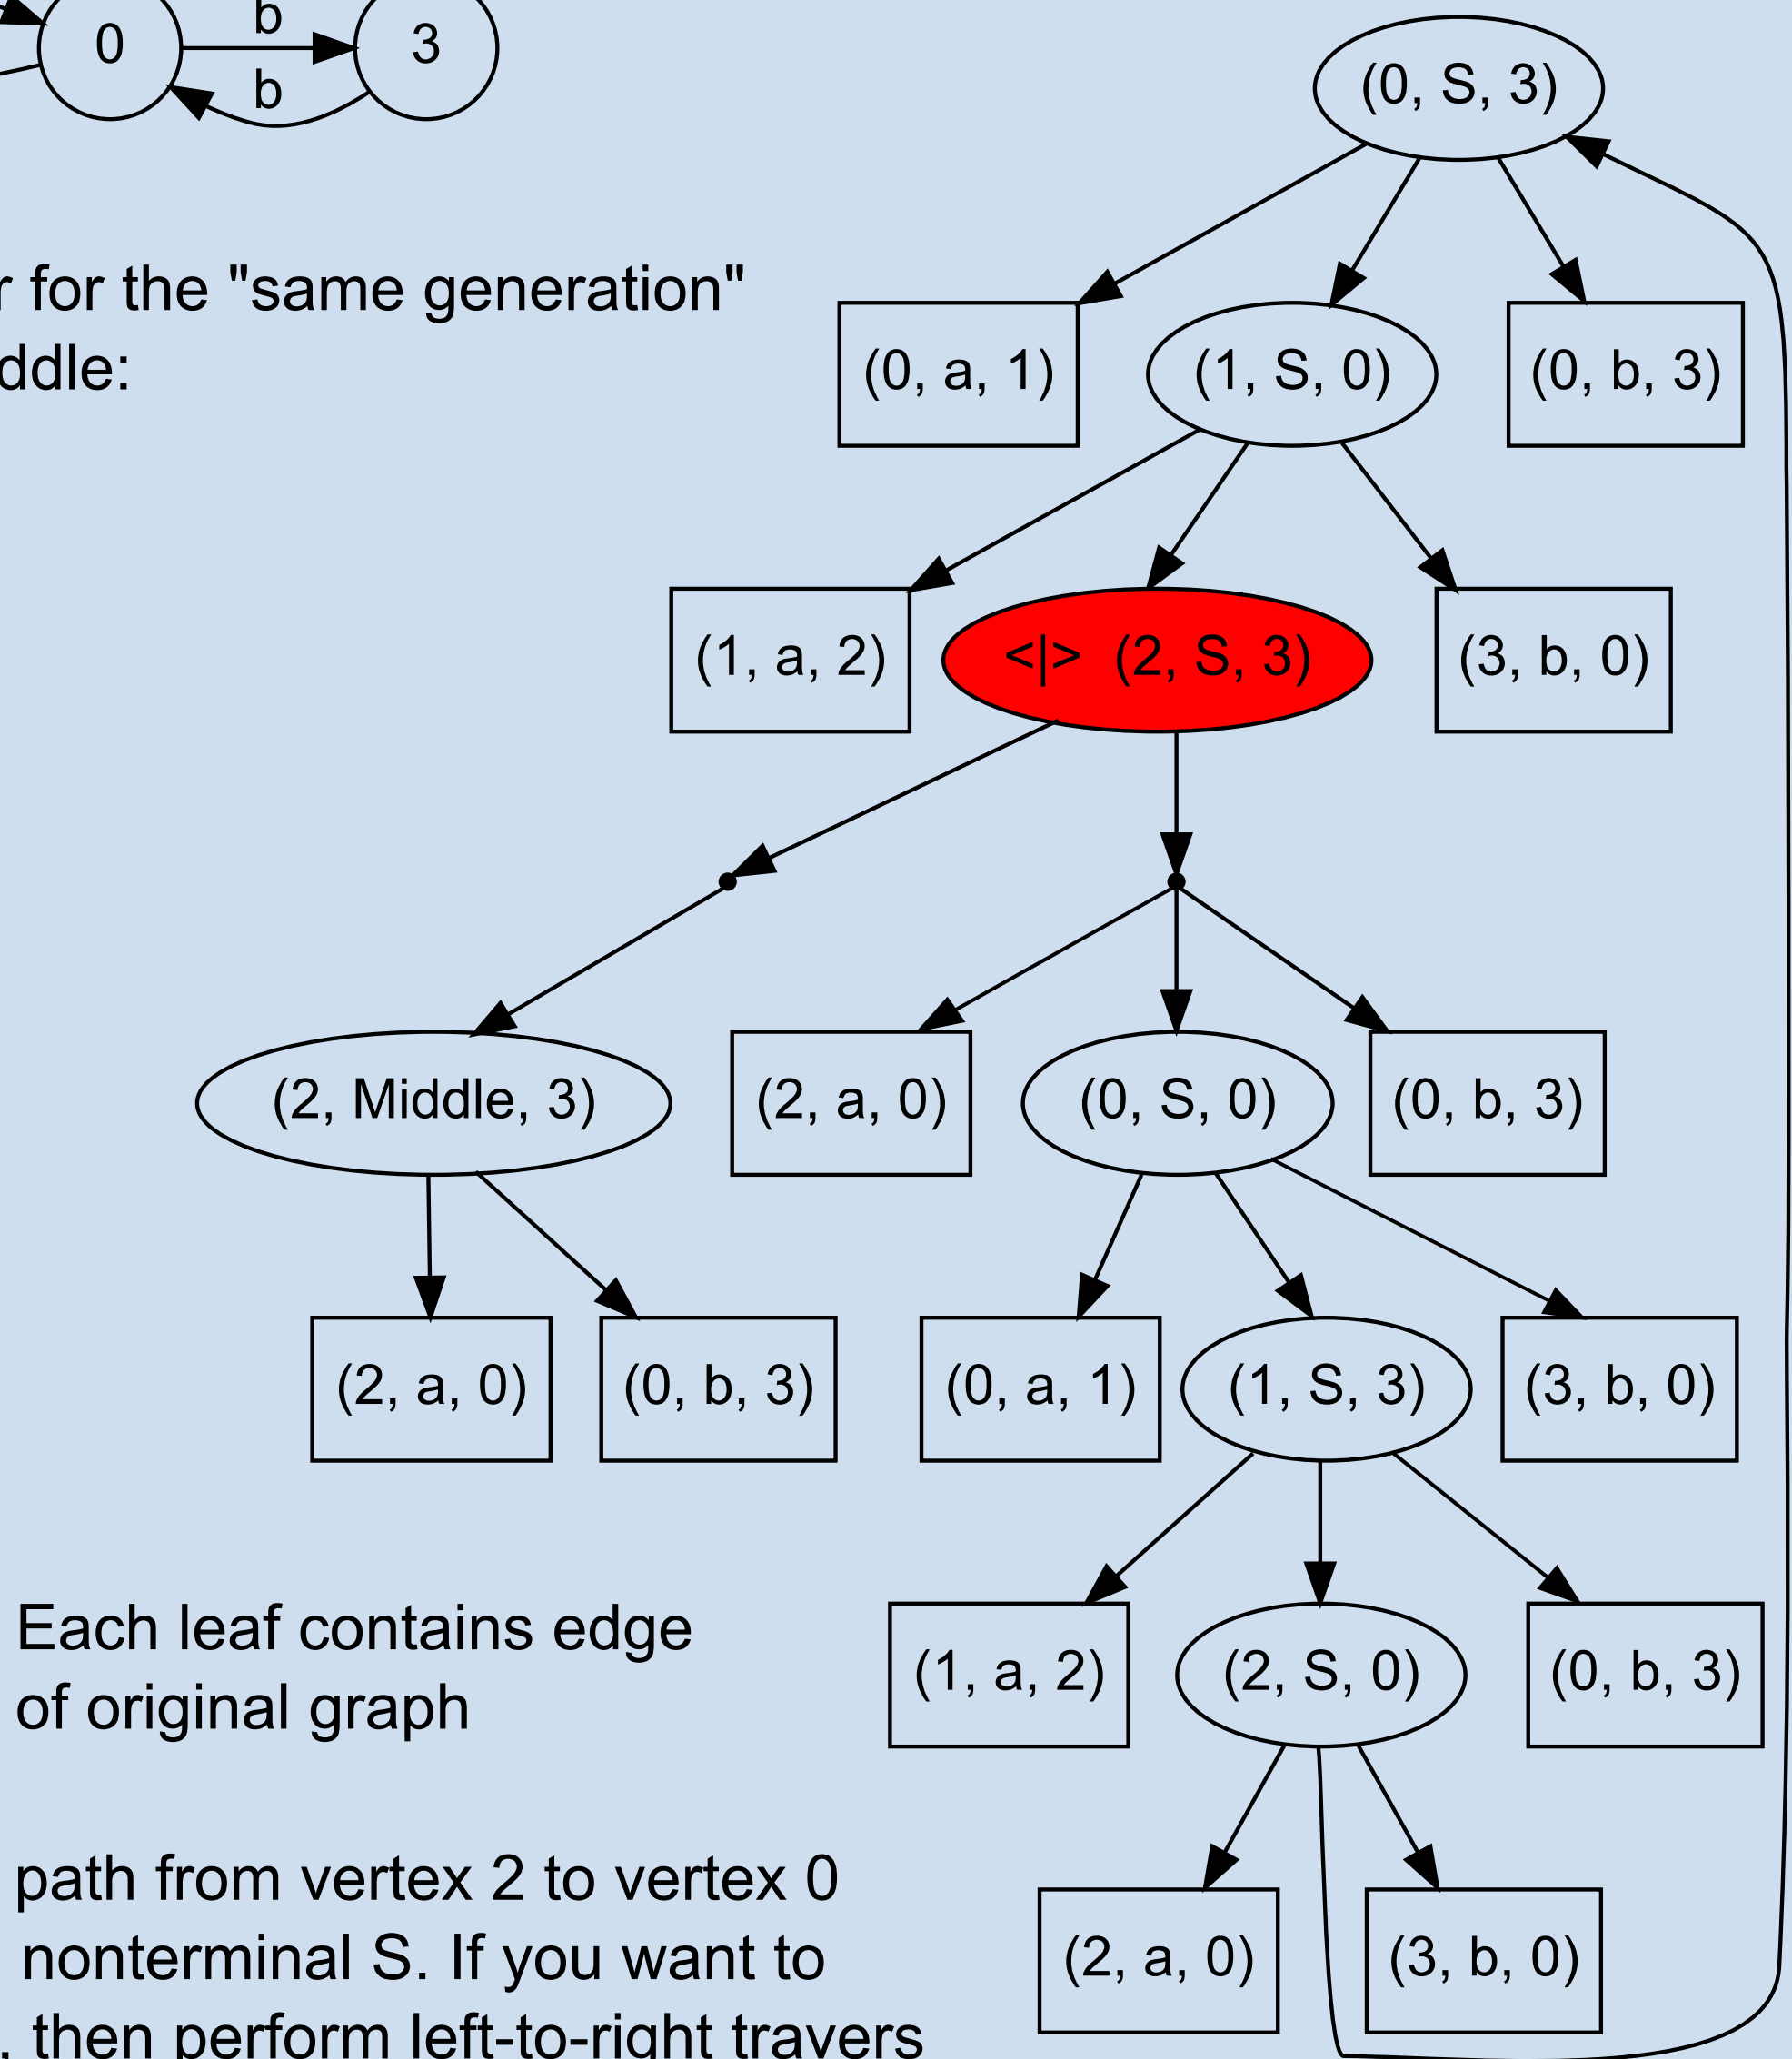 b
0
3
b
(0, S, 3)
r for the "same generation"
ddle:
(0, a, 1)
(1, S, 0)
(0, b, 3)
(1, a, 2)
<|> (2, S, 3)
(3, b, 0)
(2, Middle, 3)
(2, a, 0)
(0, S, 0)
(0, b, 3)
(2, a, 0)
(0, b, 3)
(0, a, 1)
(1, S, 3)
(3, b, 0)
Each leaf contains edge
of original graph
(1, a, 2)
(2, S, 0)
(0, b, 3)
path from vertex 2 to vertex 0
nonterminal S. If you want to
, then perform left-to-right travers
(2, a, 0)
(3, b, 0)